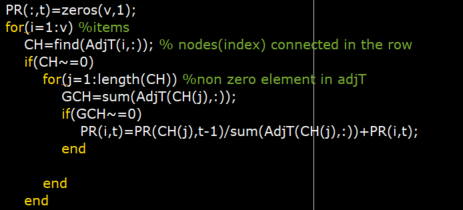 PR(:,t)=zeros(v,1);
for(i=1:v) %items
CH=find(AdjT(i,:)); % nodes(index) connected in the row
if(CH~=0)
for(j=1:length(CH)) %non zero element in adjT
GCH=sum(AdjT(CH(j),:));
if(GCH~=0)
PR(i,t)=PR(CH(j),t-1)/sum(AdjT(CH(j),:))+PR(i,t);
end
end
end